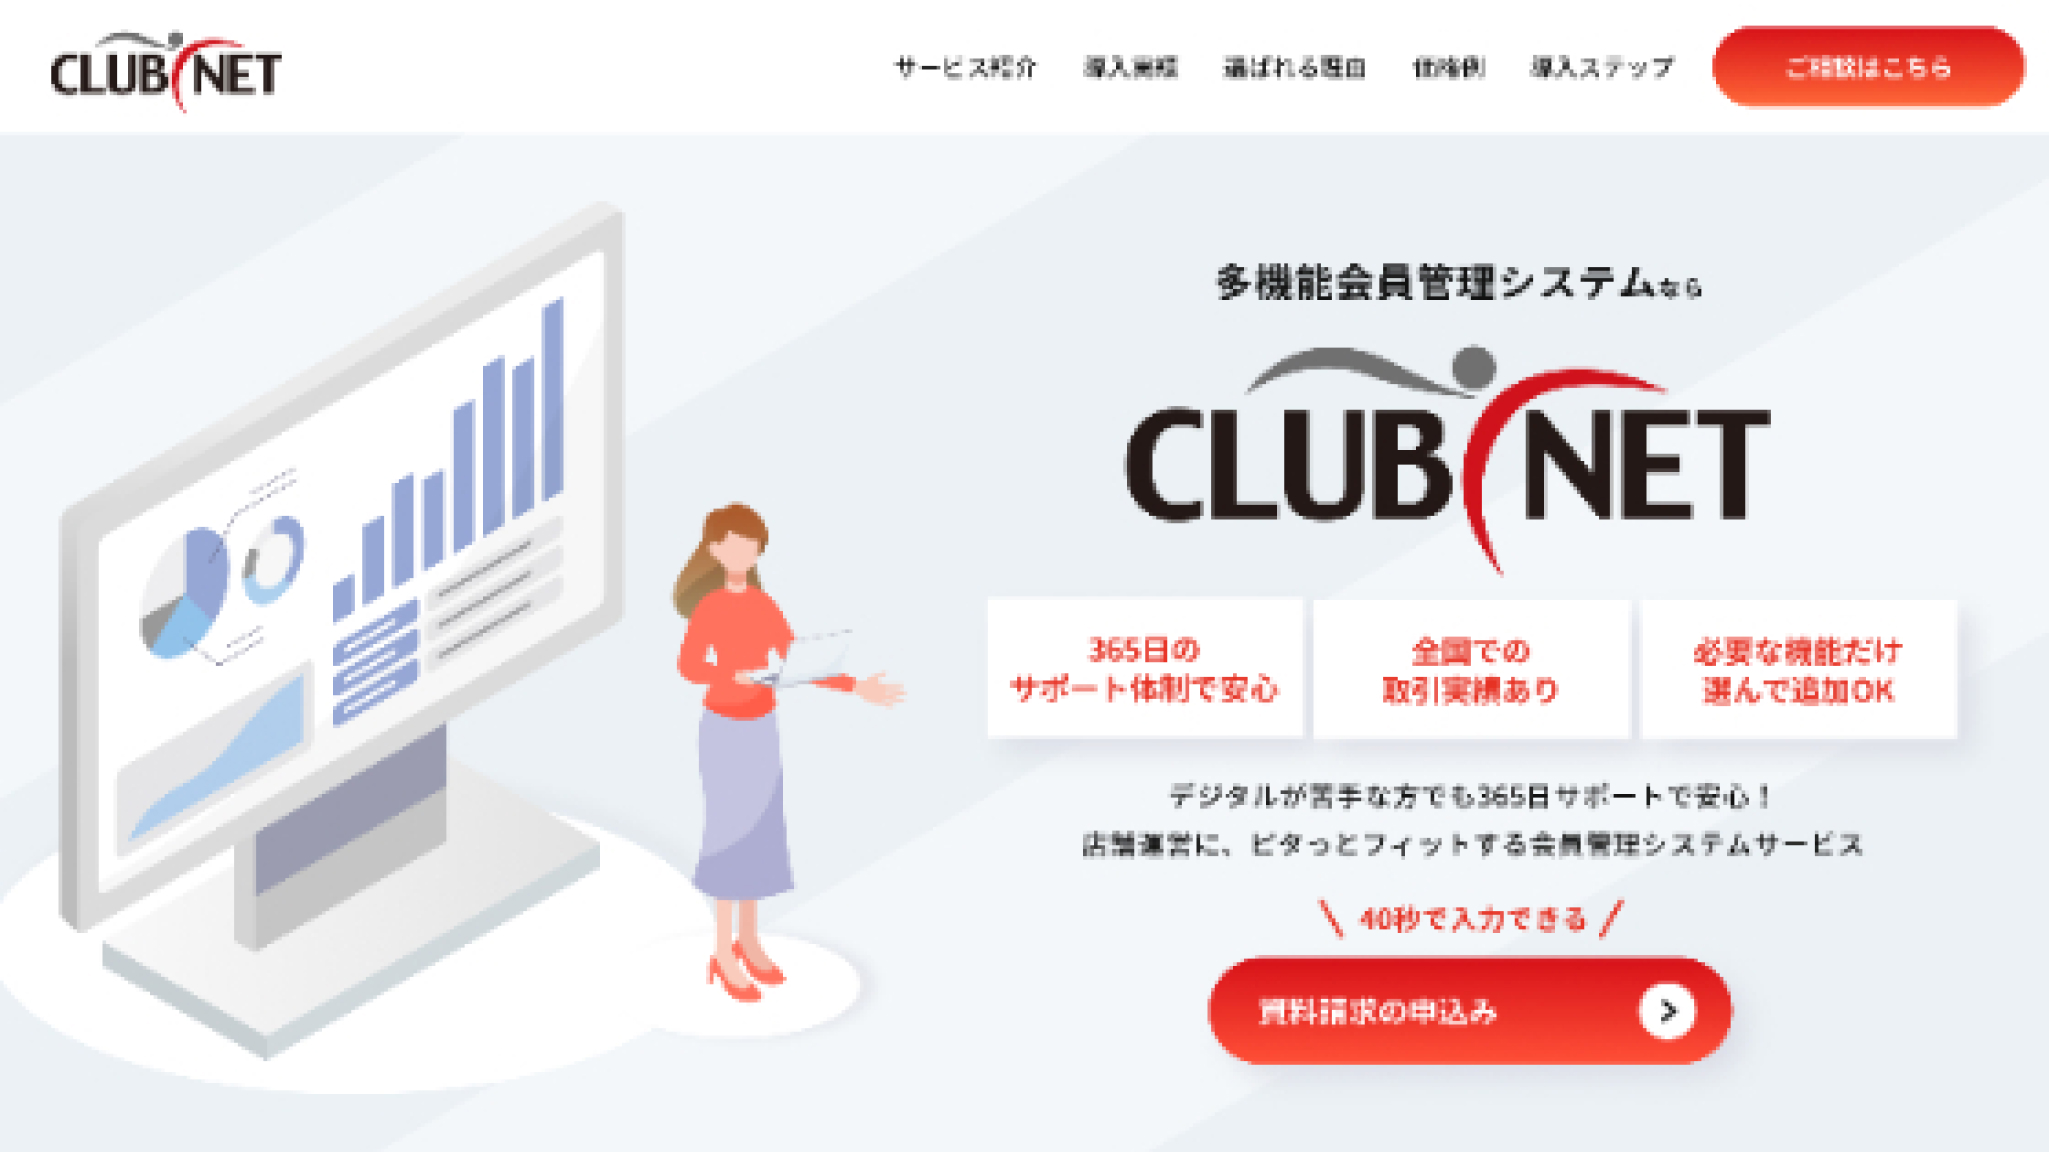 CLUB NET
サービス紹介
導入実績
選ばれる理由
価格例
導入ステップ
ご相談はこちら
多機能会員管理システムなら
CLUB NET
365日の
サポート体制で安心
全国での
取引実績あり
必要な機能だけ
選んで追加OK
デジタルが苦手な方でも365日サポートで安心！
店舗運営に、ピタっとフィットする会員管理システムサービス
\ 40秒で入力できる /
資料請求の申込み